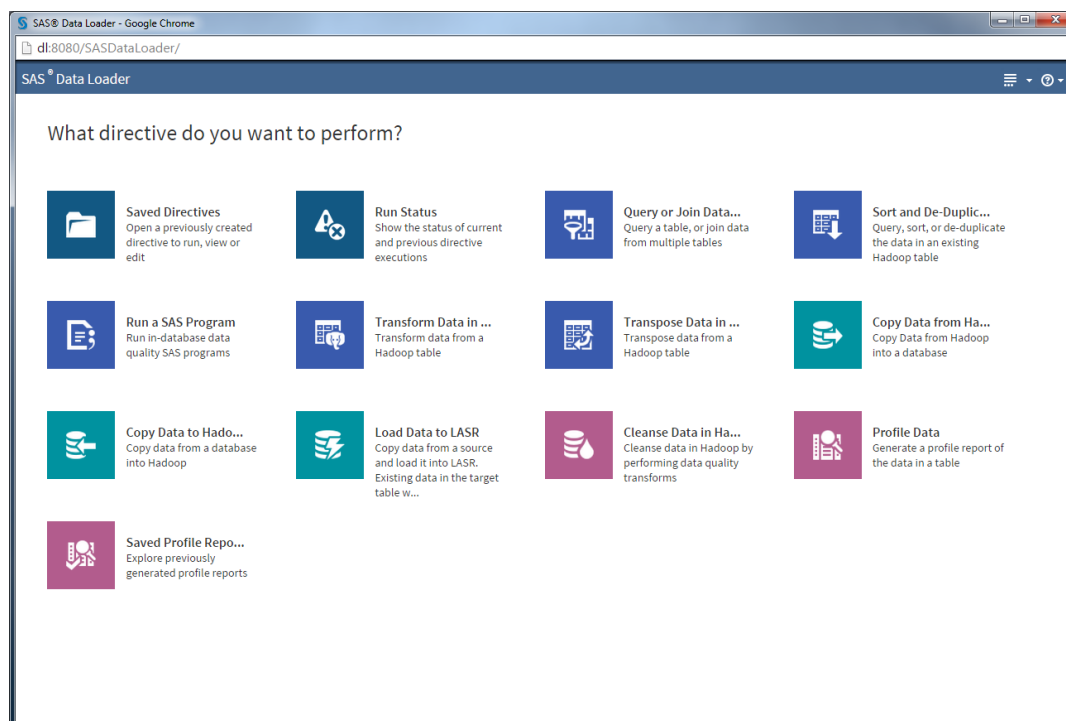 SAS® Data Loader - Google Chrome
dl:8080/SASDataLoader/
SAS® Data Loader
What directive do you want to perform?
Saved Directives
Open a previously created
directive to run, view or
edit
Run Status
Show the status of current
and previous directive
executions
Query or Join Data...
Query a table, or join data
from multiple tables
Sort and De-Duplic...
Query, sort, or de-duplicate
the data in an existing
Hadoop table
Run a SAS Program
Run in-database data
quality SAS programs
Transform Data in ...
Transform data from a
Hadoop table
Transpose Data in ...
Transpose data from a
Hadoop table
Copy Data from Ha...
Copy Data from Hadoop
into a database
Copy Data to Hado...
Copy data from a database
into Hadoop
Load Data to LASR
Copy data from a source
and load it into LASR.
Existing data in the target
table w...
Cleanse Data in Ha...
Cleanse data in Hadoop by
performing data quality
transforms
Profile Data
Generate a profile report of
the data in a table
Saved Profile Repo...
Explore previously
generated profile reports